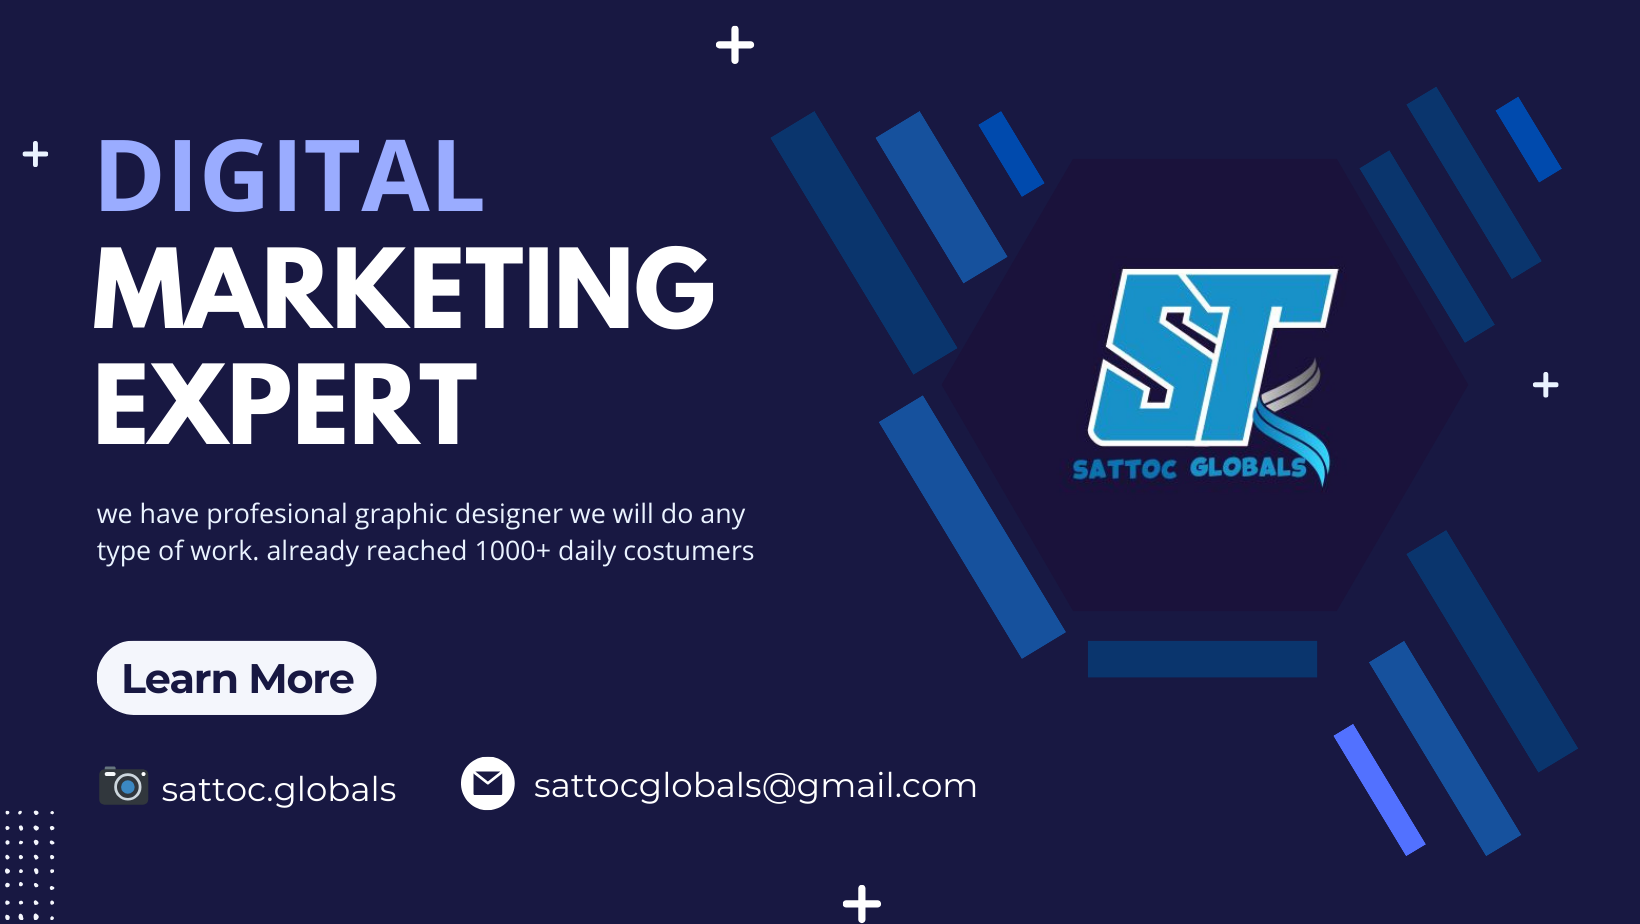 DIGITAL
MARKETING
EXPERT
we have profesional graphic designer we will do any
type of work. already reached 1000+ daily costumers
Learn More
sattoc.globals
sattocglobals@gmail.com
ST
SATTOC GLOBALS